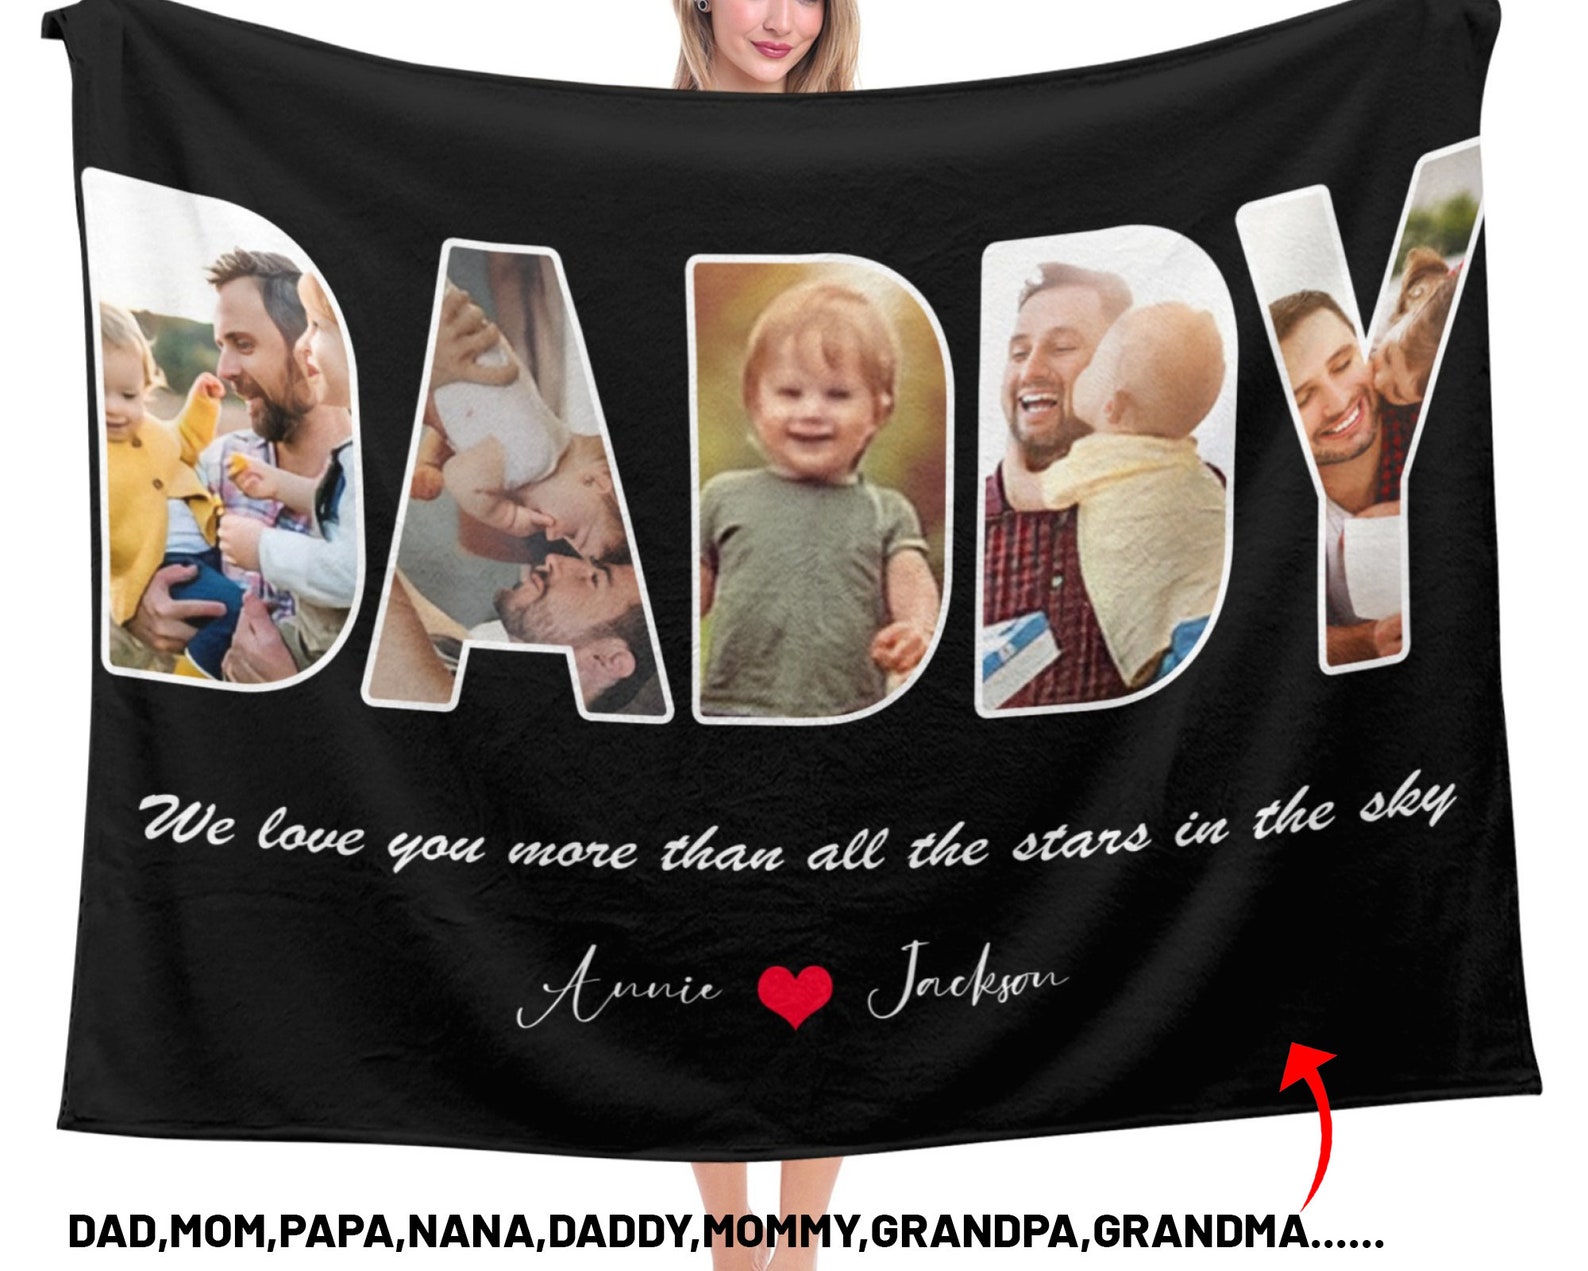 DADDY
We love you more than all the stars in the sky
Annie Jackson
DAD,MOM,PAPA,NANA,DADDY,MOMMY,GRANDPA,GRANDMA......